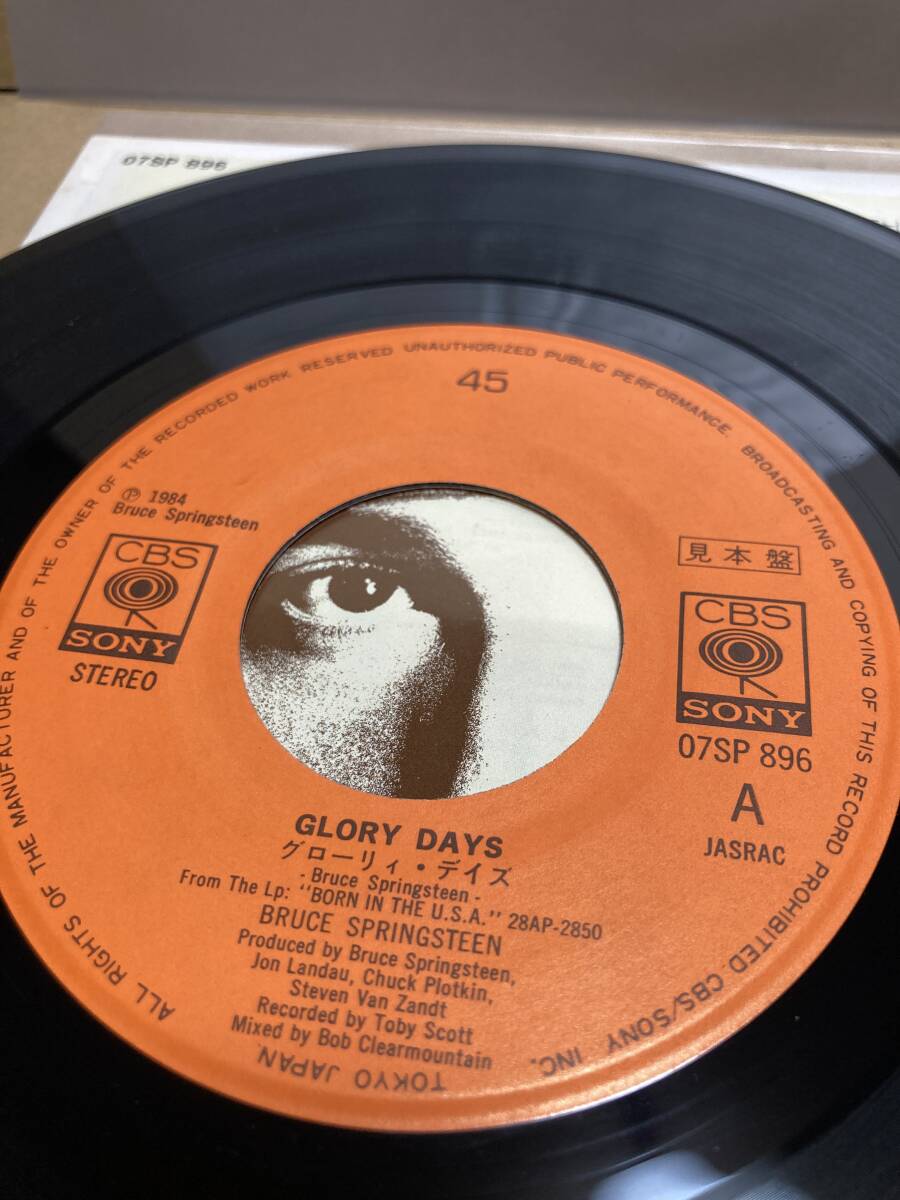 07SP 896
ALL RIGHTS OF THE MANUFACTURER AND OF THE OWNER OF THE RECORDED WORK RESERVED UNAUTHORIZED PUBLIC PERFORMANCE. BROADCASTING AND COPYING OF THIS RECORD PROHIBITED. CBS/SONY INC. TOKYO JAPAN.
45
℗ 1984
Bruce Springsteen
CBS
SONY
STEREO
見本盤
CBS
SONY
07SP 896
A
JASRAC
GLORY DAYS
グローリィ・デイズ
- Bruce Springsteen -
From The Lp: "BORN IN THE U.S.A." 28AP-2850
BRUCE SPRINGSTEEN
Produced by Bruce Springsteen,
Jon Landau, Chuck Plotkin,
Steven Van Zandt
Recorded by Toby Scott
Mixed by Bob Clearmountain